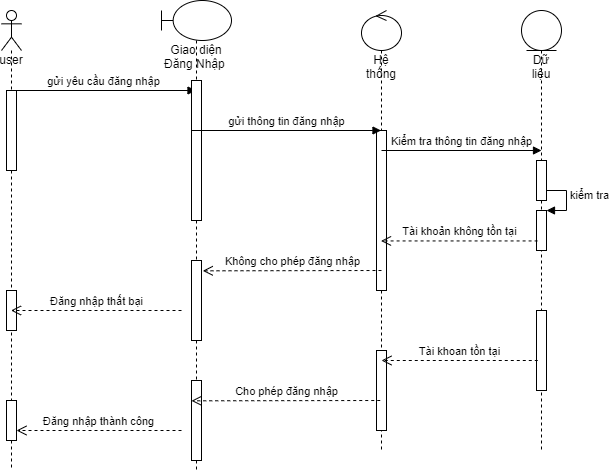 user
Giao diện
Đăng Nhập
Hệ
thống
Dữ
liệu
gửi yêu cầu đăng nhập
gửi thông tin đăng nhập
Kiểm tra thông tin đăng nhập
kiểm tra
Tài khoản không tồn tại
Không cho phép đăng nhập
Đăng nhập thất bại
Tài khoan tồn tại
Cho phép đăng nhập
Đăng nhập thành công